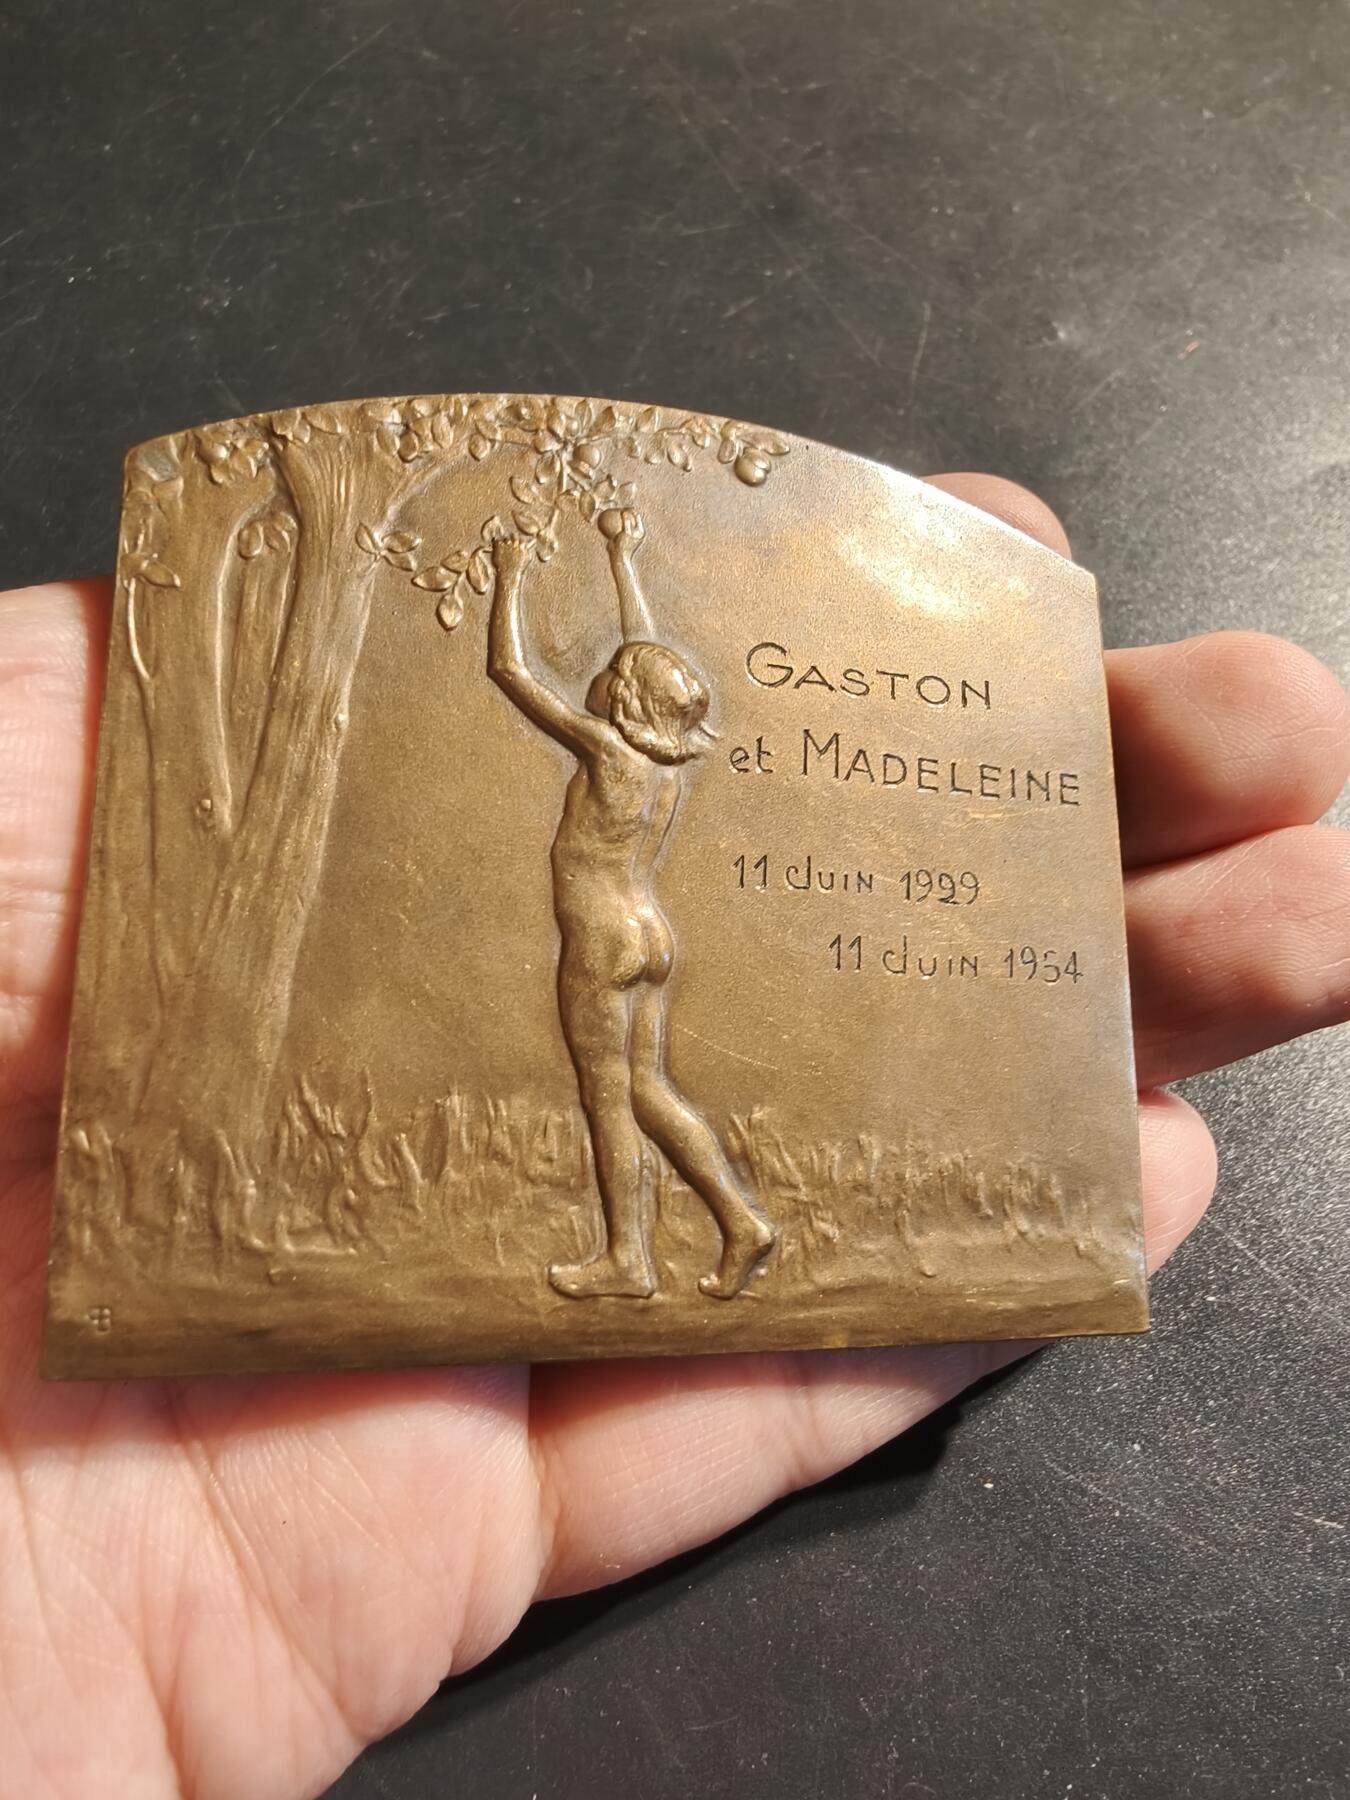 GASTON
et MADELEINE
11 JUIN 1929
11 JUIN 1954